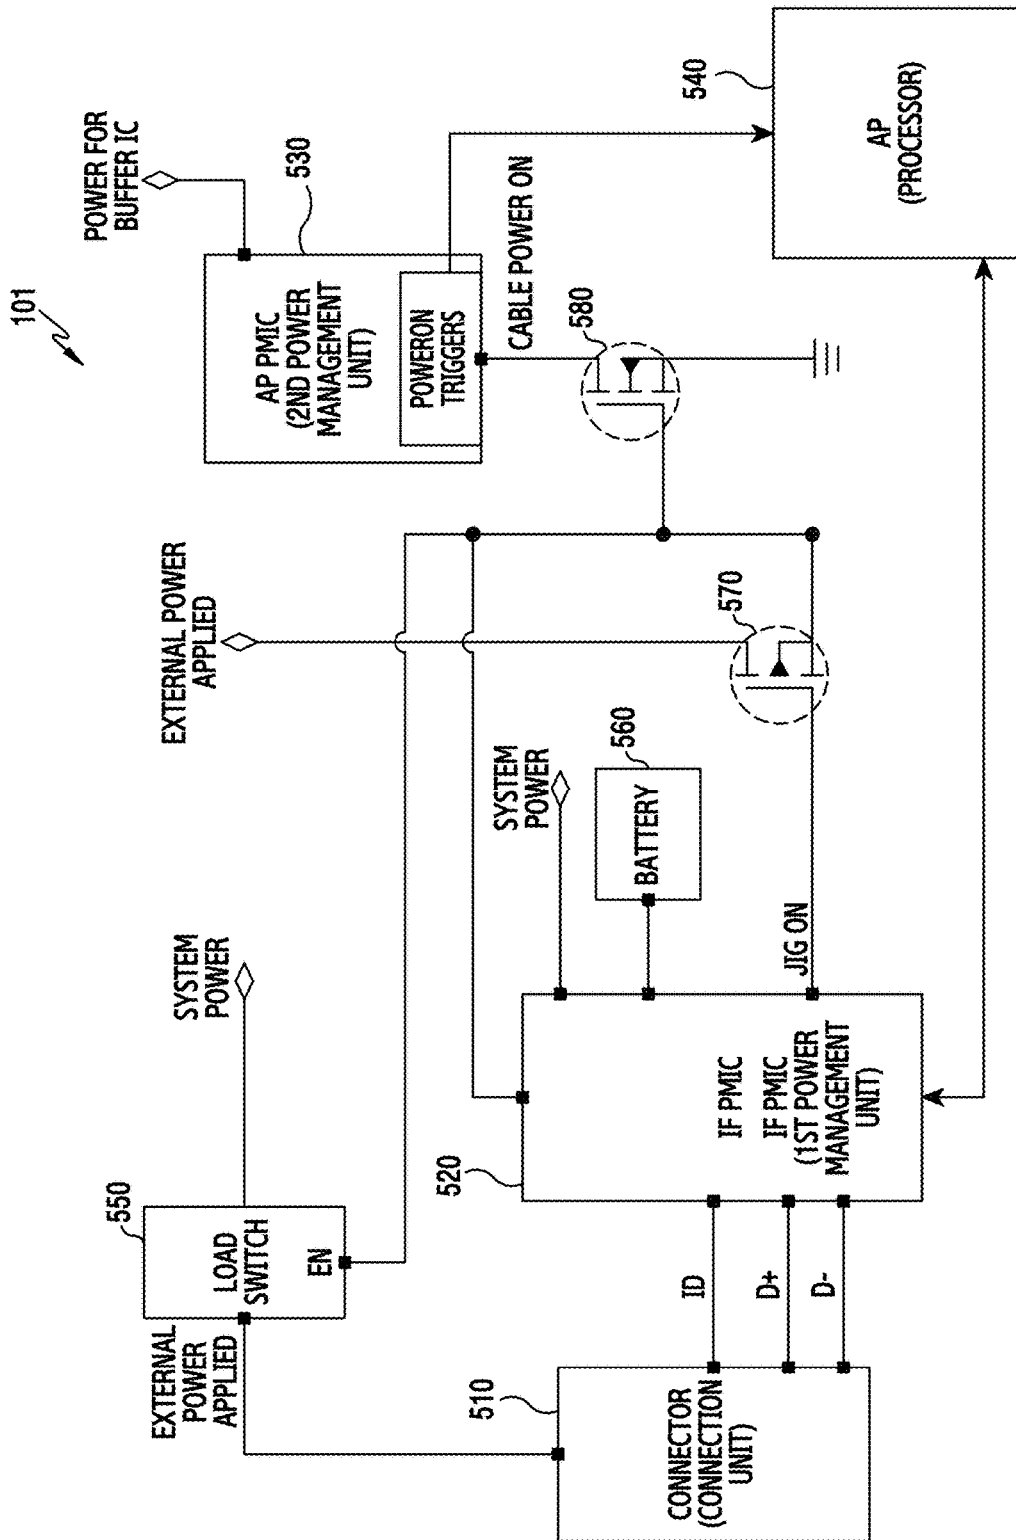 101
POWER FOR
BUFFER IC
530
AP PMIC
(2ND POWER
MANAGEMENT
UNIT)
POWERON
TRIGGERS
CABLE POWER ON
540
AP
(PROCESSOR)
580
EXTERNAL POWER
APPLIED
570
SYSTEM
POWER
560
BATTERY
JIG ON
SYSTEM
POWER
550
LOAD
SWITCH
EN
520
IF PMIC
IF PMIC
(1ST POWER
MANAGEMENT
UNIT)
EXTERNAL
POWER
APPLIED
ID
D+
D-
510
CONNECTOR
(CONNECTION
UNIT)